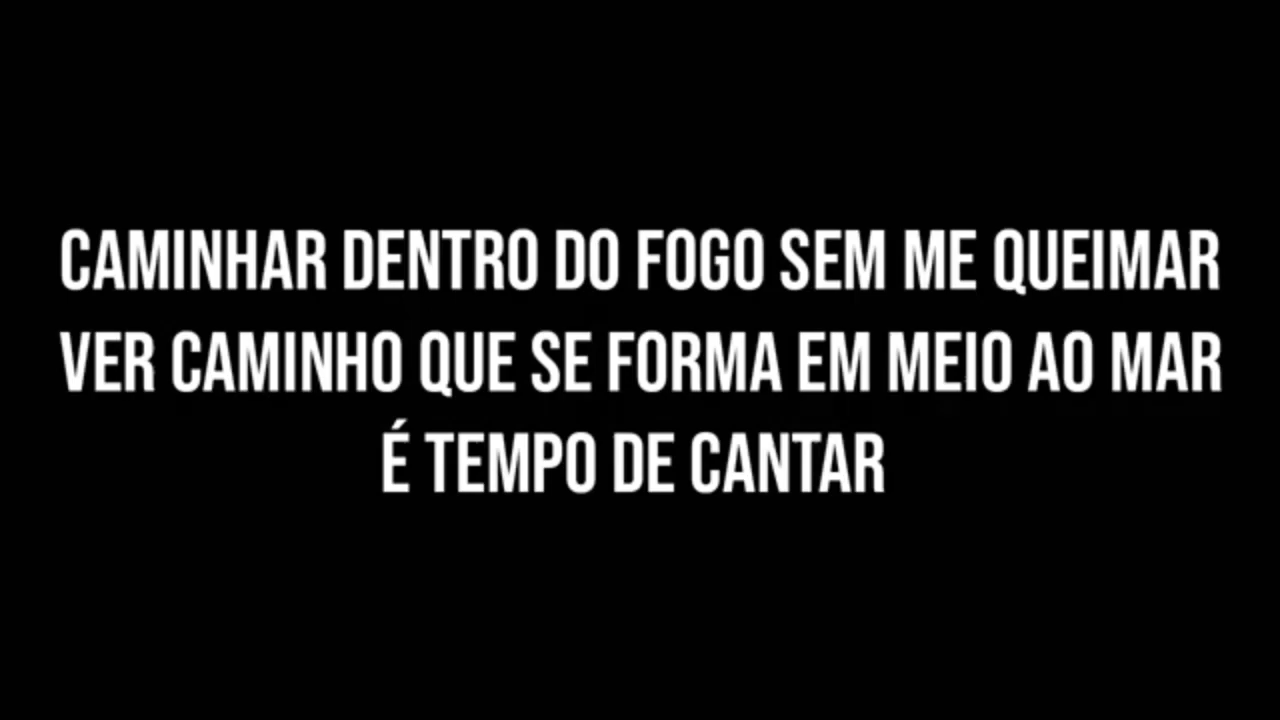 CAMINHAR DENTRO DO FOGO SEM ME QUEIMAR
VER CAMINHO QUE SE FORMA EM MEIO AO MAR
É TEMPO DE CANTAR